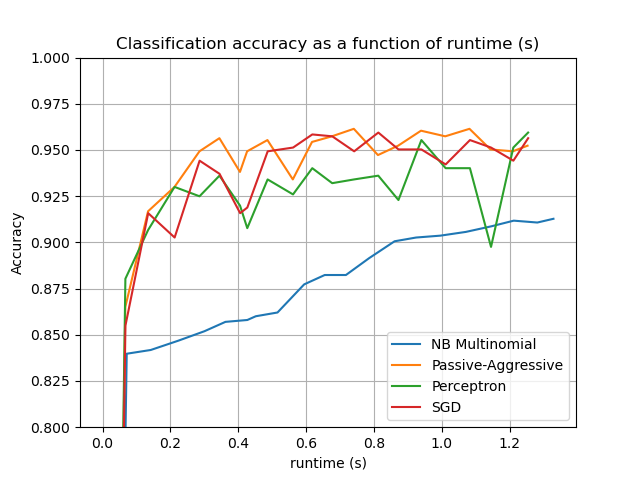 Classification accuracy as a function of runtime (s)
1.000
0.975
0.950
0.925
0.900
0.875
0.850
0.825
0.800
Accuracy
0.0 0.2 0.4 0.6 0.8 1.0 1.2
runtime (s)
NB Multinomial
Passive-Aggressive
Perceptron
SGD